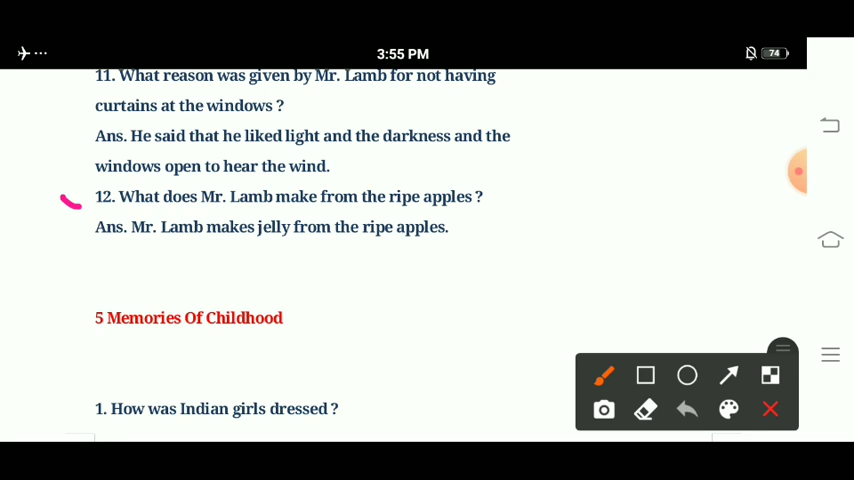 3:55 PM
74
11. What reason was given by Mr. Lamb for not having
curtains at the windows ?
Ans. He said that he liked light and the darkness and the
windows open to hear the wind.
12. What does Mr. Lamb make from the ripe apples ?
Ans. Mr. Lamb makes jelly from the ripe apples.
5 Memories Of Childhood
1. How was Indian girls dressed ?